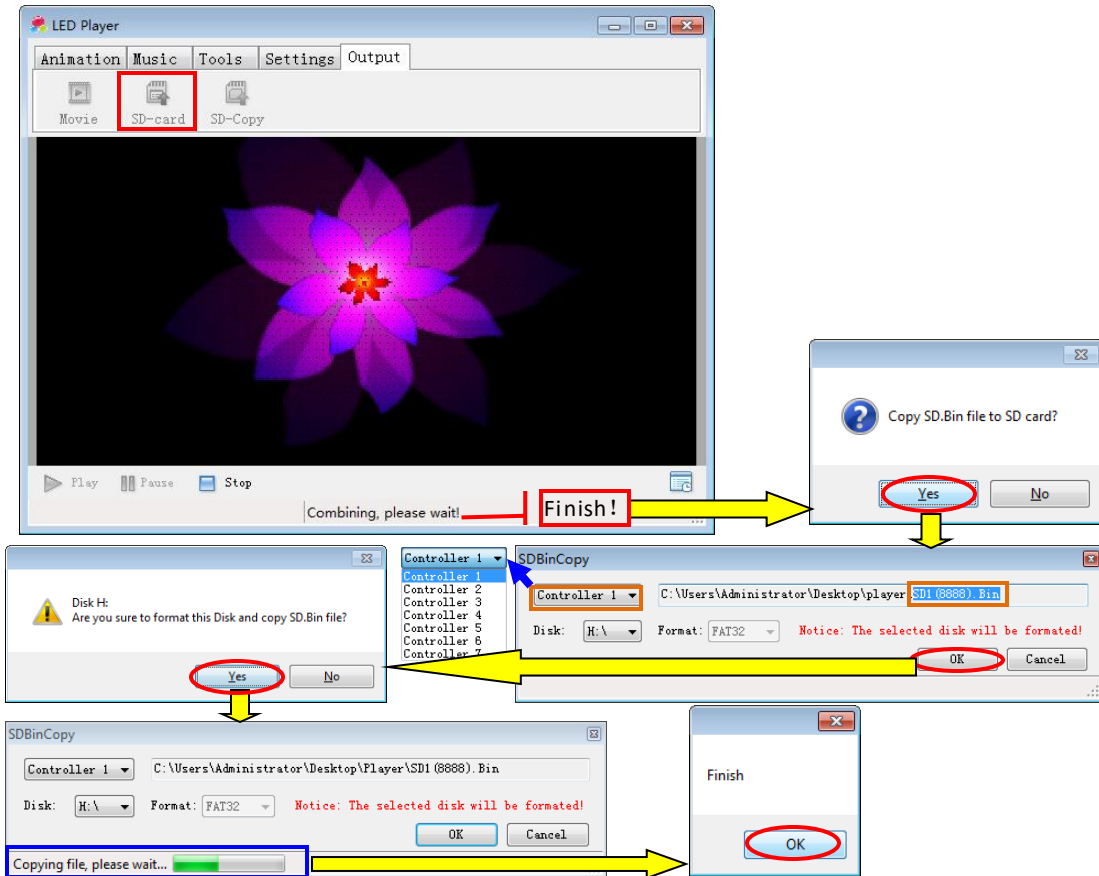 LED Player
Animation Music Tools Settings Output
Movie SD-card SD-Copy
Play Pause Stop
Combining, please wait! Finish!
Copy SD.Bin file to SD card?
Yes No
Disk H:
Are you sure to format this Disk and copy SD.Bin file?
Yes No
Controller 1
Controller 1
Controller 2
Controller 3
Controller 4
Controller 5
Controller 6
SDBinCopy
Controller 1 C:\Users\Administrator\Desktop\player SD1(8888).Bin
Disk: H:\ Format: FAT32 Notice: The selected disk will be formated!
OK Cancel
SDBinCopy
Controller 1 C:\Users\Administrator\Desktop\Player\SD1(8888).Bin
Disk: H:\ Format: FAT32 Notice: The selected disk will be formated!
OK Cancel
Copying file, please wait...
Finish
OK